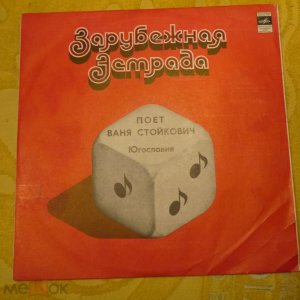 Зарубежная
Эстрада
ПОЕТ
ВАНЯ СТОЙКОВИЧ
Югославия